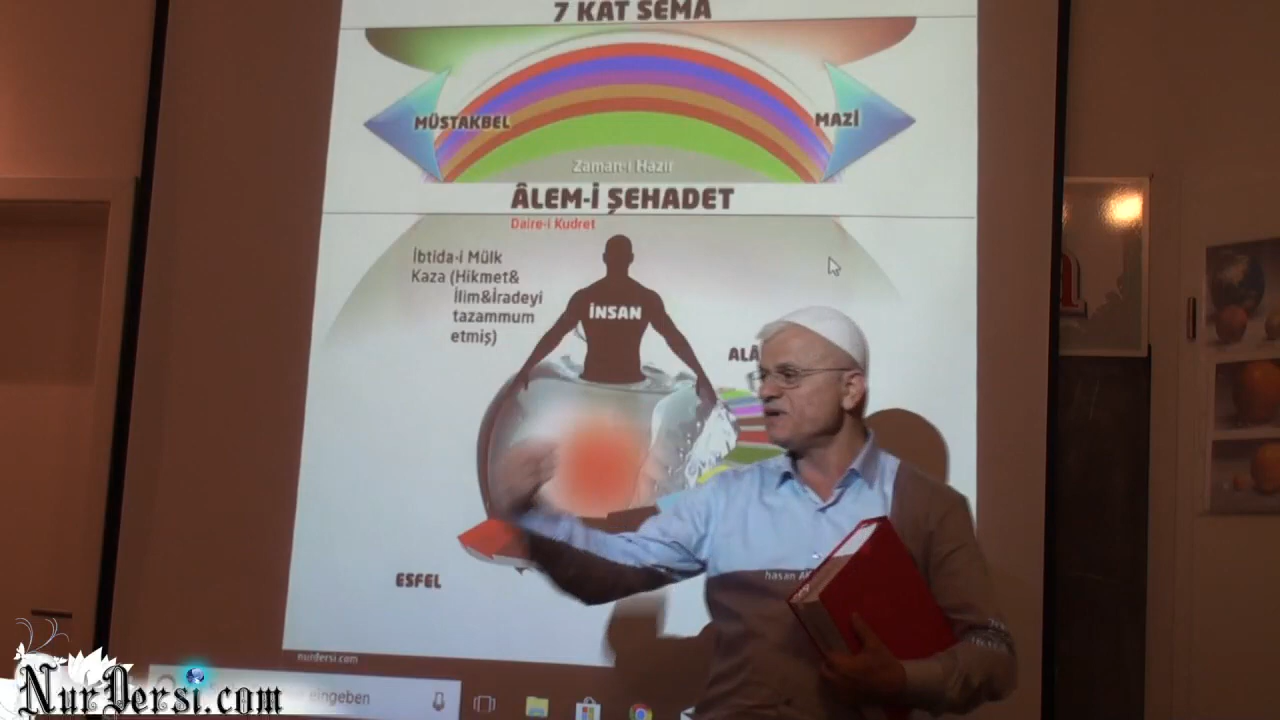 7 KAT SEMA
MÜSTAKBEL
MAZİ
Zaman-ı Hazır
ÂLEM-İ ŞEHADET
Daire-i Kudret
İbtida-i Mülk
Kaza (Hikmet&
İlim&İradeyi
tazammum
etmiş)
İNSAN
ESFEL
hasan
nurdersi.com
eingeben
NurDersi.com